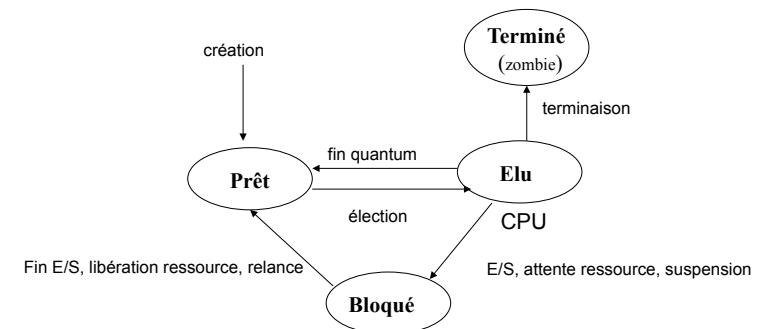 Terminé
(zombie)
création
terminaison
fin quantum
Prêt
Elu
élection
CPU
Fin E/S, libération ressource, relance
E/S, attente ressource, suspension
Bloqué